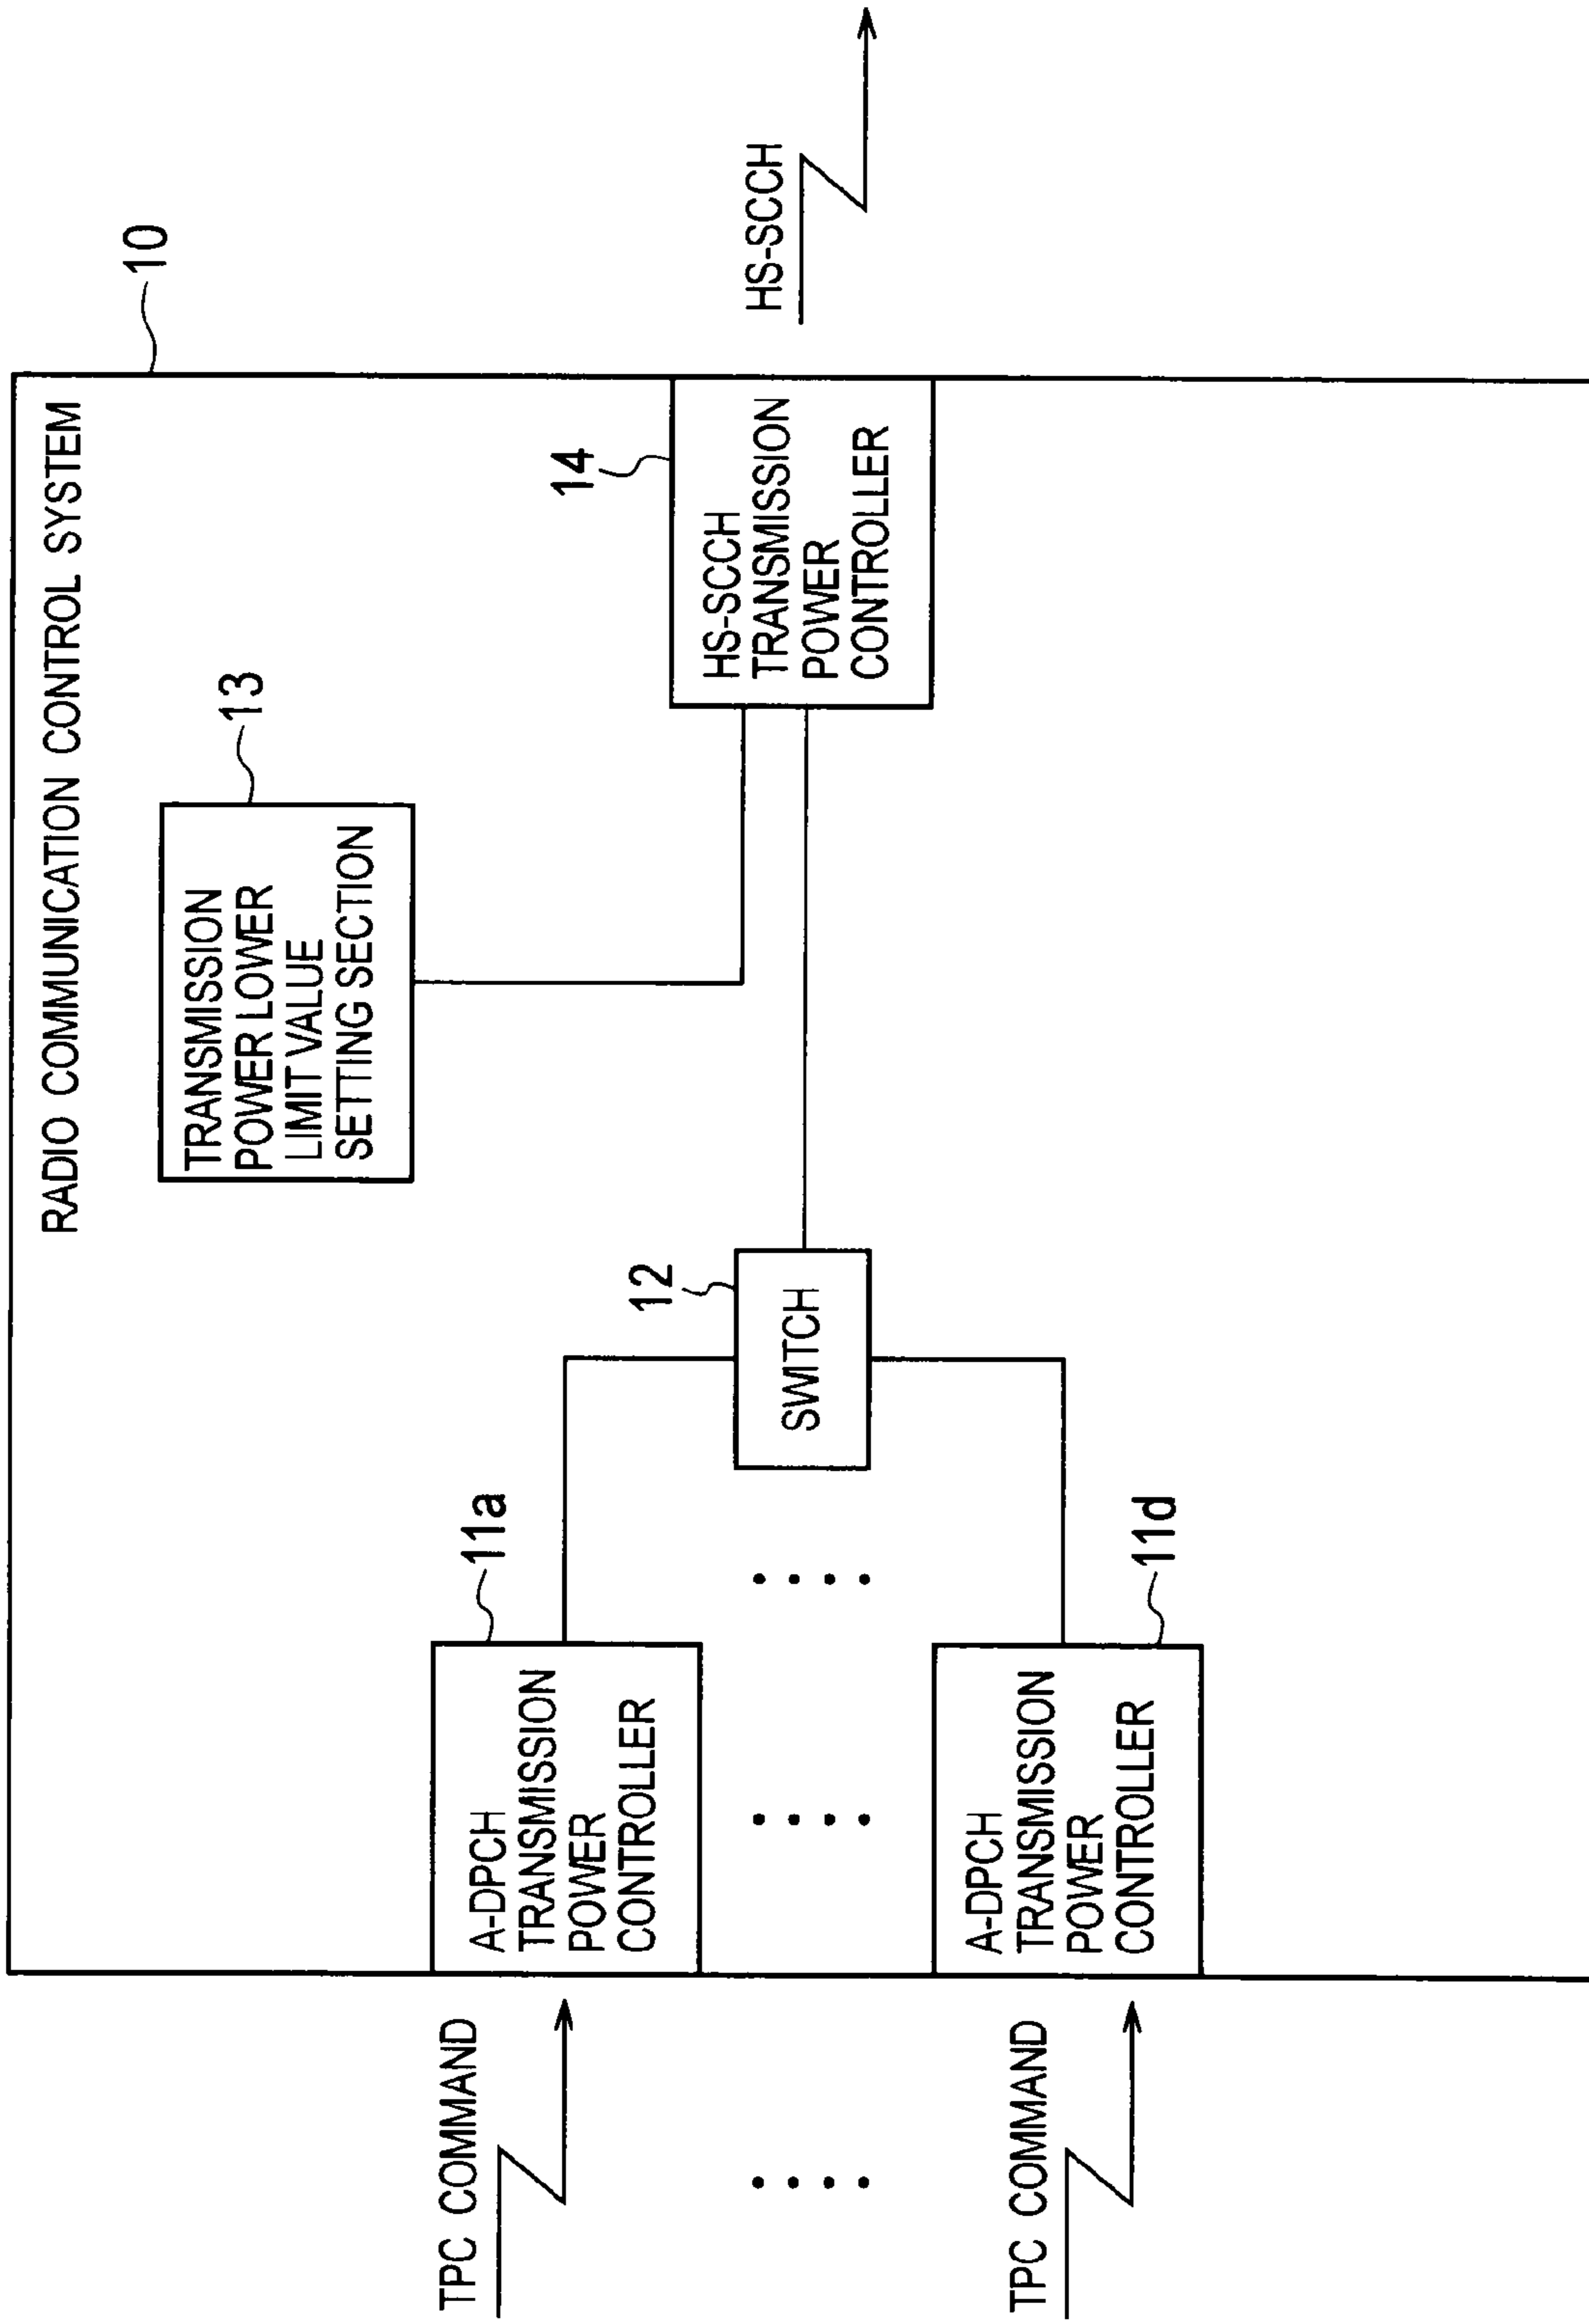 RADIO COMMUNICATION CONTROL SYSTEM
10
TRANSMISSION
POWER LOWER
LIMIT VALUE
SETTING SECTION
13
TPC COMMAND
A-DPCH
TRANSMISSION
POWER
CONTROLLER
11a
SWITCH
12
HS-SCCH
TRANSMISSION
POWER
CONTROLLER
14
HS-SCCH
TPC COMMAND
A-DPCH
TRANSMISSION
POWER
CONTROLLER
11d